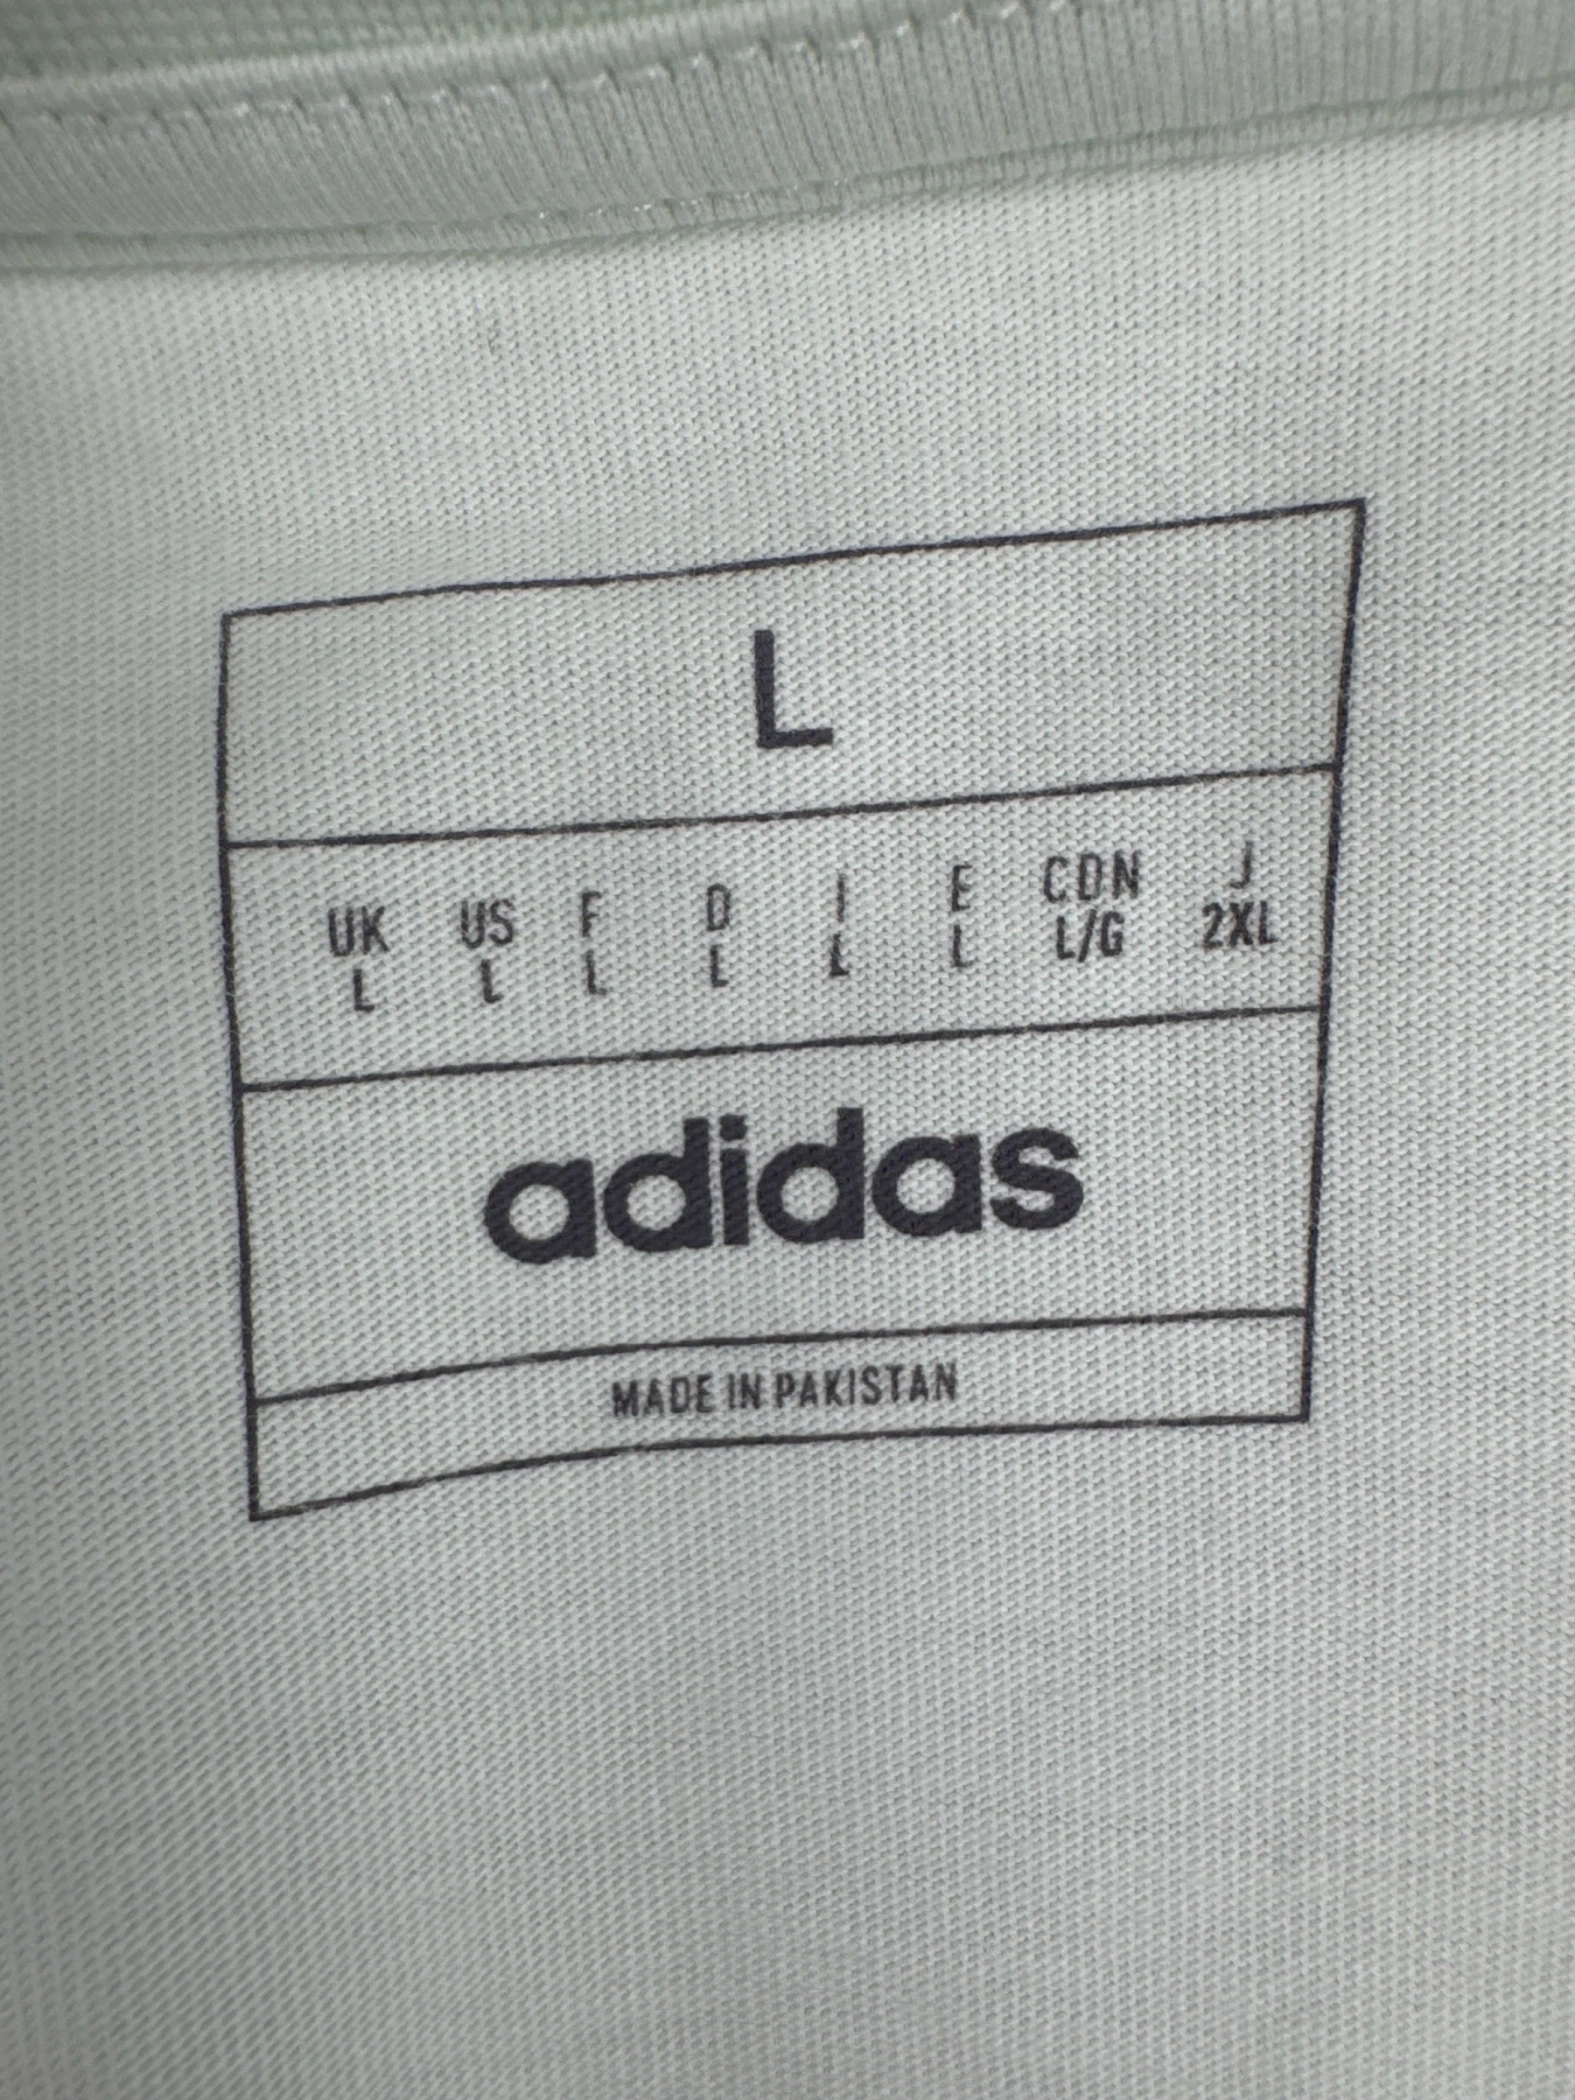 L
UK US F D I E CDN J
L L L L L L L/G 2XL
adidas
MADE IN PAKISTAN